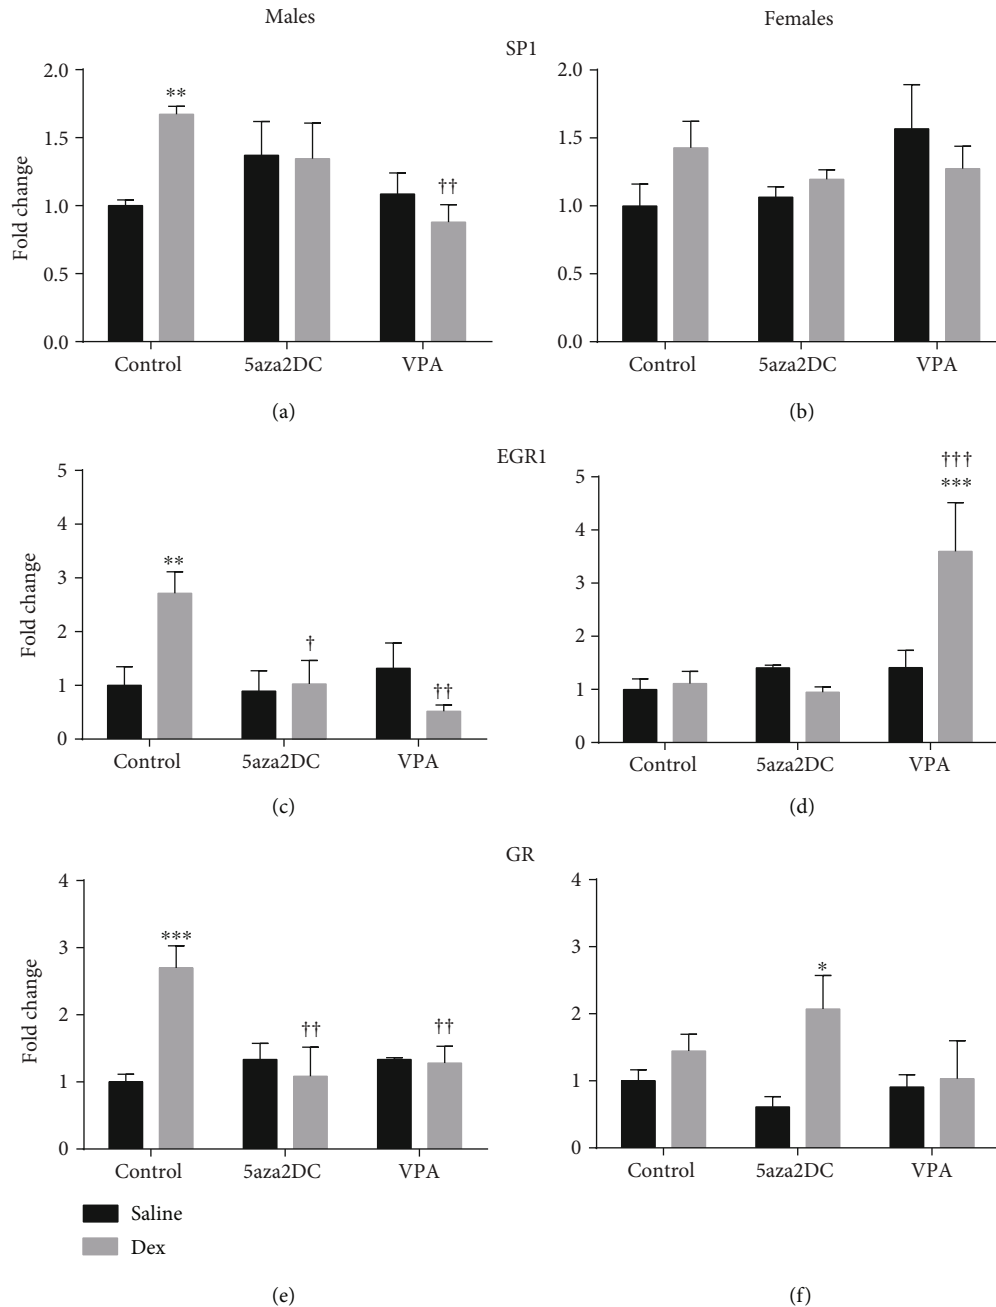 Males Females
SP1
Fold change
2.0
1.5
1.0
0.5
0.0
**
††
Control 5aza2DC VPA
(a)
2.0
1.5
1.0
0.5
0.0
Control 5aza2DC VPA
(b)
EGR1
Fold change
5
4
3
2
1
0
**
†
††
Control 5aza2DC VPA
(c)
5
4
3
2
1
0
†††
***
Control 5aza2DC VPA
(d)
GR
Fold change
4
3
2
1
0
***
††
††
Control 5aza2DC VPA
Saline
Dex
(e)
4
3
2
1
0
*
Control 5aza2DC VPA
(f)